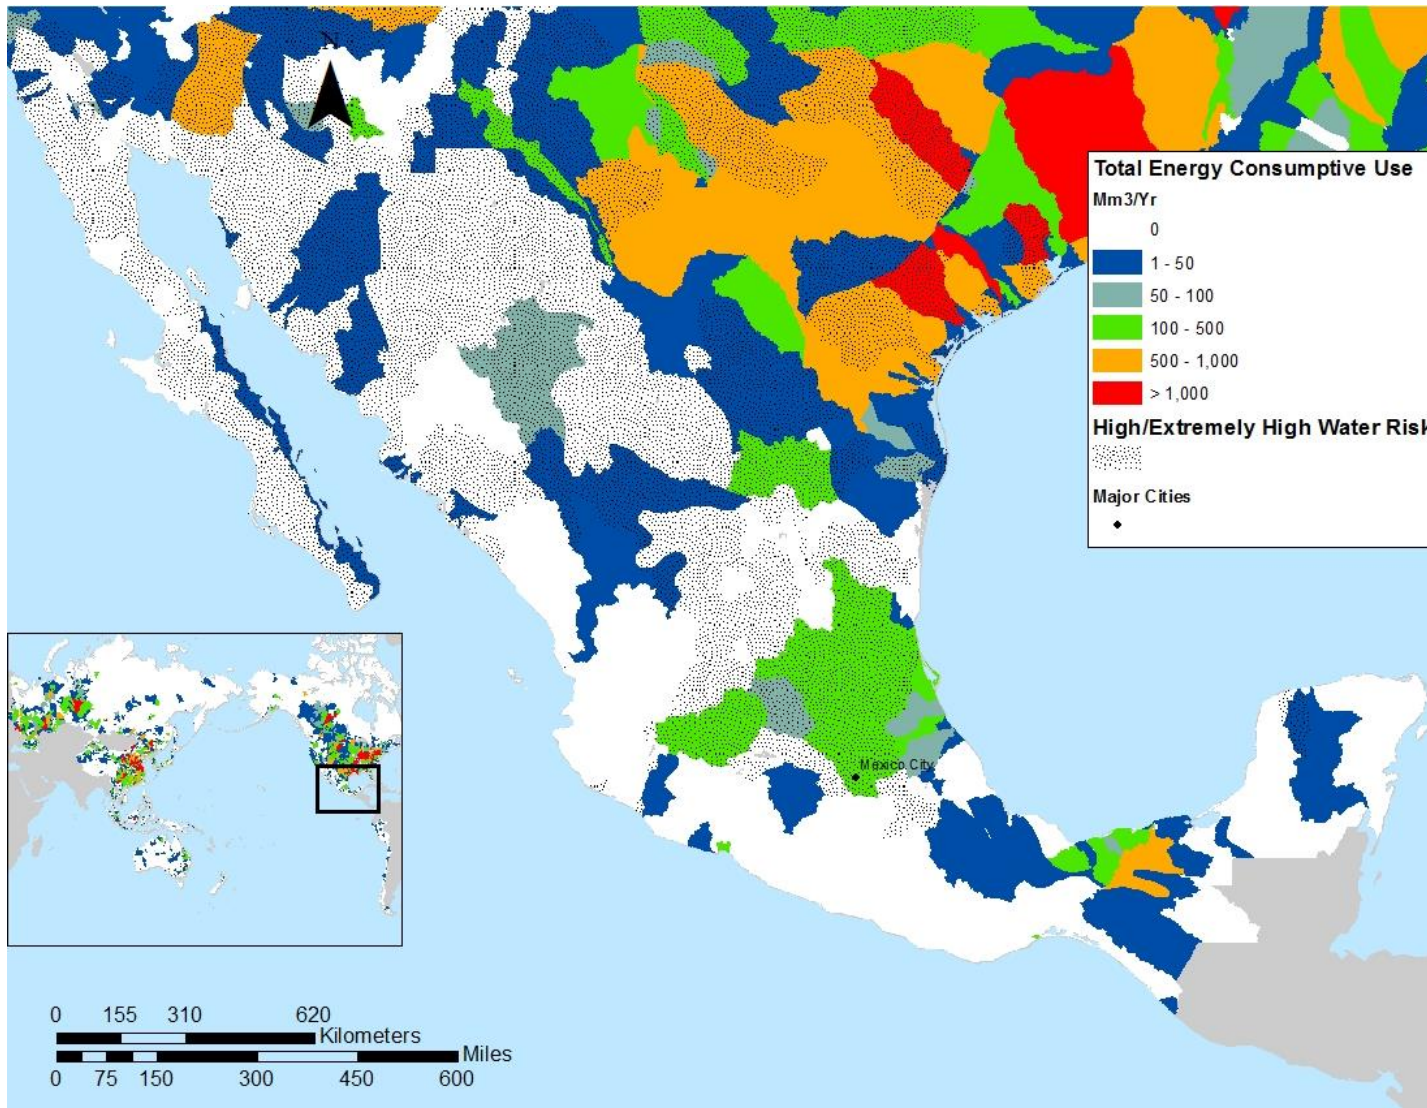 N
Total Energy Consumptive Use
Mm3/Yr
0
1 - 50
50 - 100
100 - 500
500 - 1,000
> 1,000
High/Extremely High Water Risk
Major Cities
Mexico City
0 155 310 620
Kilometers
Miles
0 75 150 300 450 600